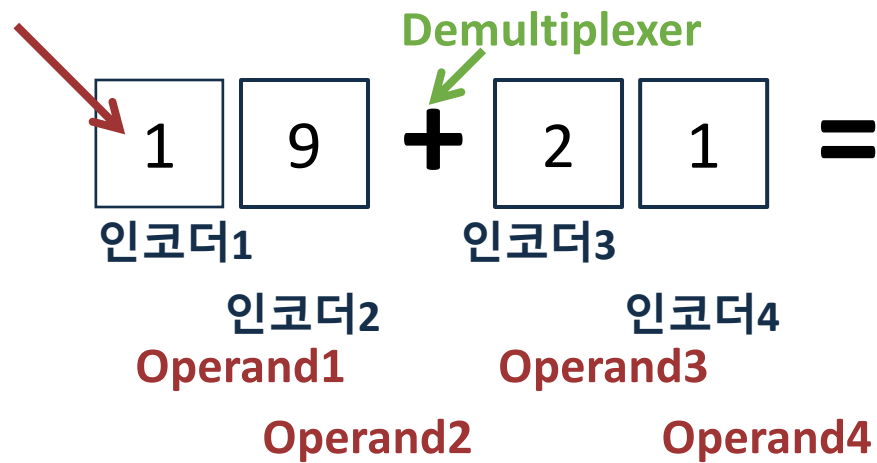 Demultiplexer
1 9 + 2 1 =
인코더1 인코더3
인코더2 인코더4
Operand1 Operand3
Operand2 Operand4